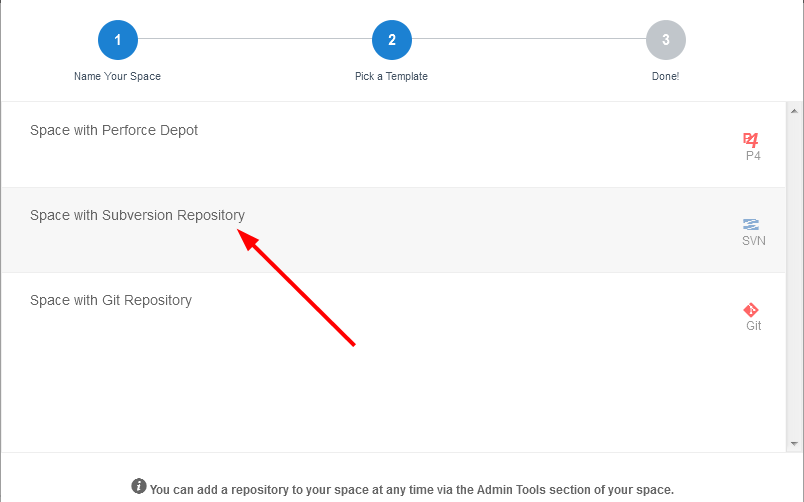 1
2
3
Name Your Space
Pick a Template
Done!
Space with Perforce Depot
P4
P4
Space with Subversion Repository
SVN
Space with Git Repository
Git
i You can add a repository to your space at any time via the Admin Tools section of your space.